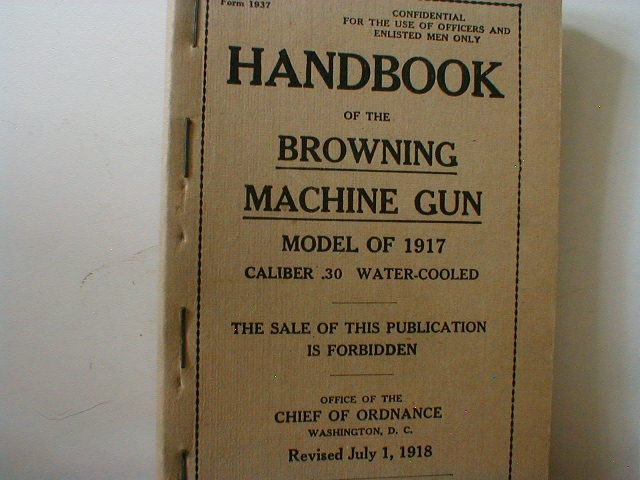 Form 1937
CONFIDENTIAL
FOR THE USE OF OFFICERS AND
ENLISTED MEN ONLY
HANDBOOK
OF THE
BROWNING
MACHINE GUN
MODEL OF 1917
CALIBER .30 WATER-COOLED
THE SALE OF THIS PUBLICATION
IS FORBIDDEN
OFFICE OF THE
CHIEF OF ORDNANCE
WASHINGTON, D. C.
Revised July 1, 1918